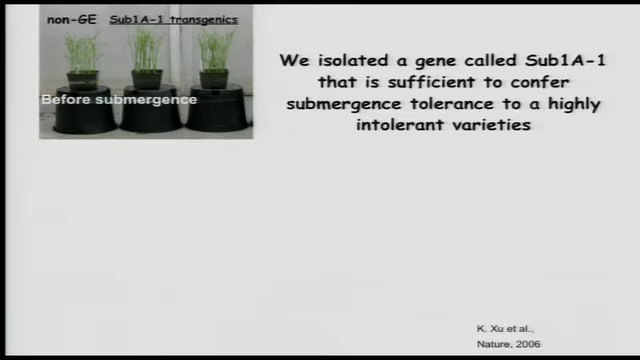 non-GE Sub1A-1 transgenics
Before submergence
We isolated a gene called Sub1A-1
that is sufficient to confer
submergence tolerance to a highly
intolerant varieties
K. Xu et al.,
Nature, 2006